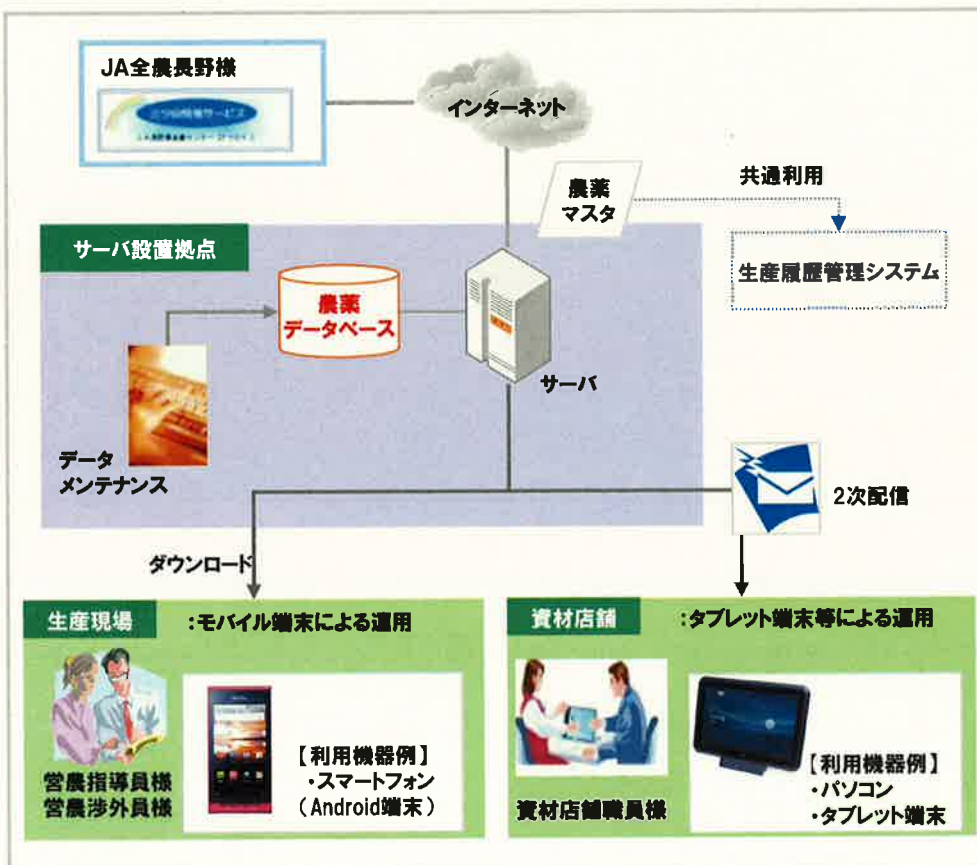 JA全農長野様
インターネット
農薬
マスタ
共通利用
生産履歴管理システム
サーバ設置拠点
農薬
データベース
サーバ
データ
メンテナンス
2次配信
ダウンロード
生産現場
:モバイル端末による運用
営農指導員様
営農渉外員様
【利用機器例】
・スマートフォン
(Android端末)
資材店舗
:タブレット端末等による運用
資材店舗職員様
【利用機器例】
・パソコン
・タブレット端末